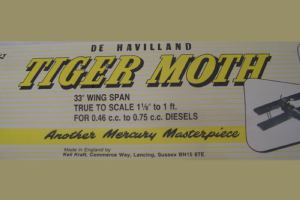 DE HAVILLAND
TIGER MOTH
33" WING SPAN
TRUE TO SCALE 1⅛" to 1 ft.
FOR 0.46 c.c. to 0.75 c.c. DIESELS
Another Mercury Masterpiece
Made in England by
Keil Kraft, Commerce Way, Lancing, Sussex BN15 8TE